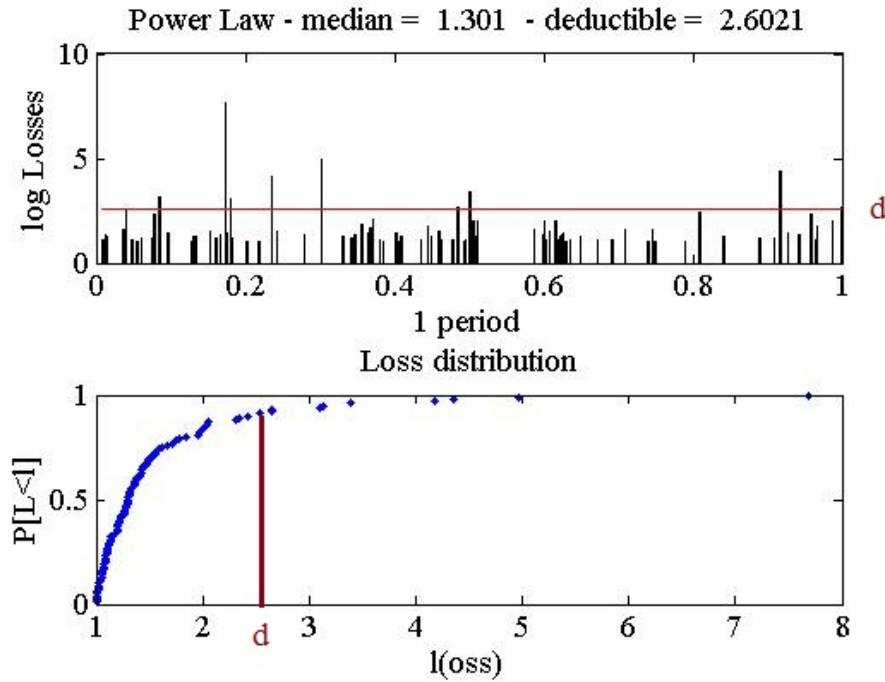 Power Law - median = 1.301 - deductible = 2.6021
10
5
0
log Losses
d
0 0.2 0.4 0.6 0.8 1
1 period
Loss distribution
1
0.5
0
P[L<l]
1 2 3 4 5 6 7 8
d
l(oss)